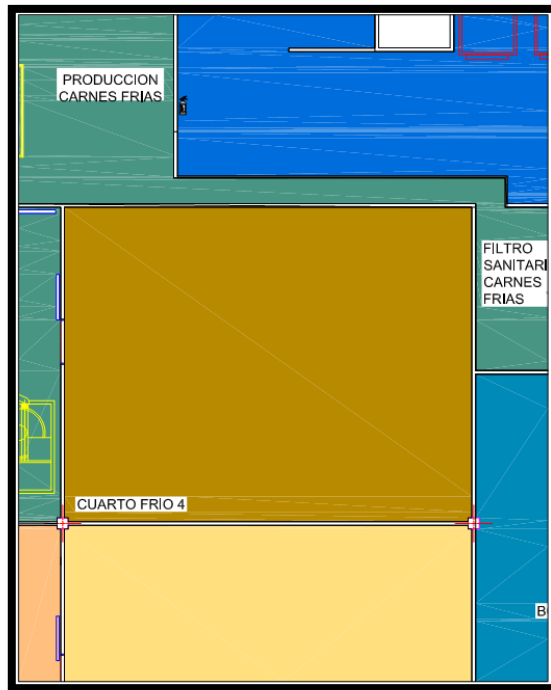 PRODUCCION
CARNES FRIAS
FILTRO
SANITARI
CARNES
FRIAS
CUARTO FRIO 4